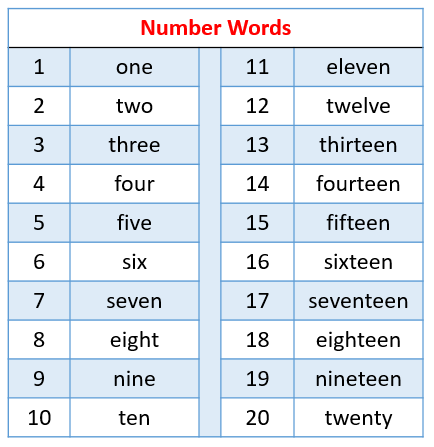 Number Words
1 one 11 eleven
2 two 12 twelve
3 three 13 thirteen
4 four 14 fourteen
5 five 15 fifteen
6 six 16 sixteen
7 seven 17 seventeen
8 eight 18 eighteen
9 nine 19 nineteen
10 ten 20 twenty